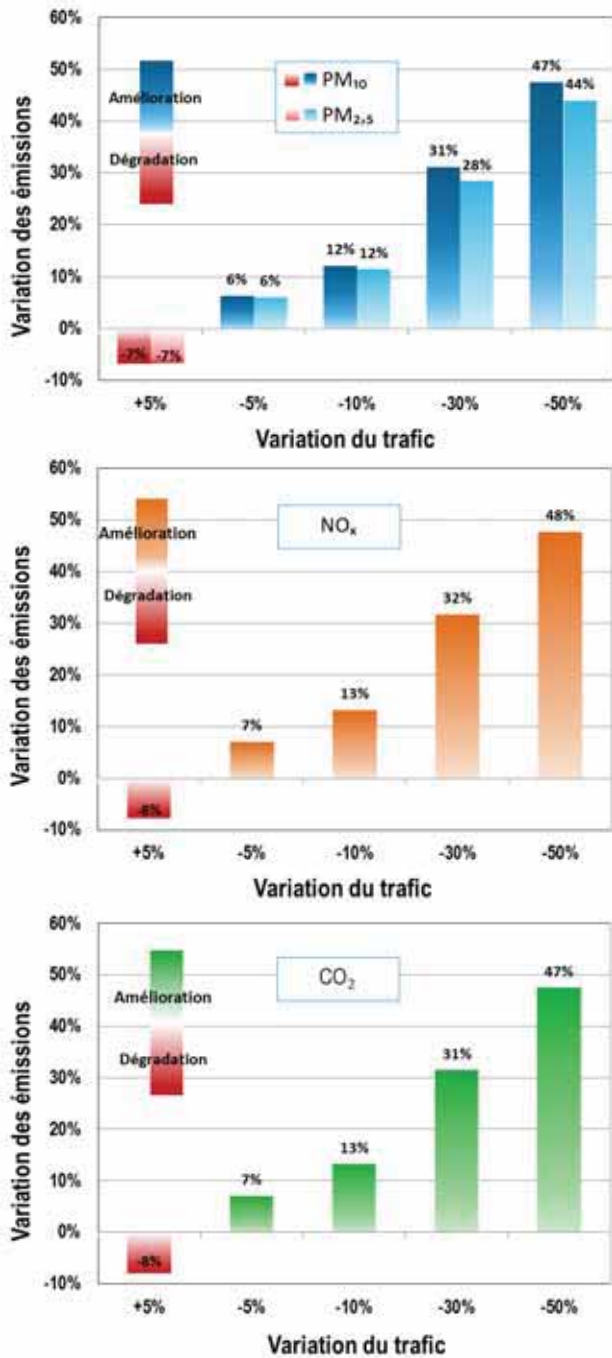 60%
50%
40%
30%
20%
10%
0%
-10%
Variation des émissions
Amélioration
Dégradation
PM₁₀
PM₂,₅
-7% -7%
6% 6%
12% 12%
31% 28%
47% 44%
+5% -5% -10% -30% -50%
Variation du trafic
60%
50%
40%
30%
20%
10%
0%
-10%
Variation des émissions
Amélioration
Dégradation
NOₓ
-8%
7%
13%
32%
48%
+5% -5% -10% -30% -50%
Variation du trafic
60%
50%
40%
30%
20%
10%
0%
-10%
Variation des émissions
Amélioration
Dégradation
CO₂
-8%
7%
13%
31%
47%
+5% -5% -10% -30% -50%
Variation du trafic